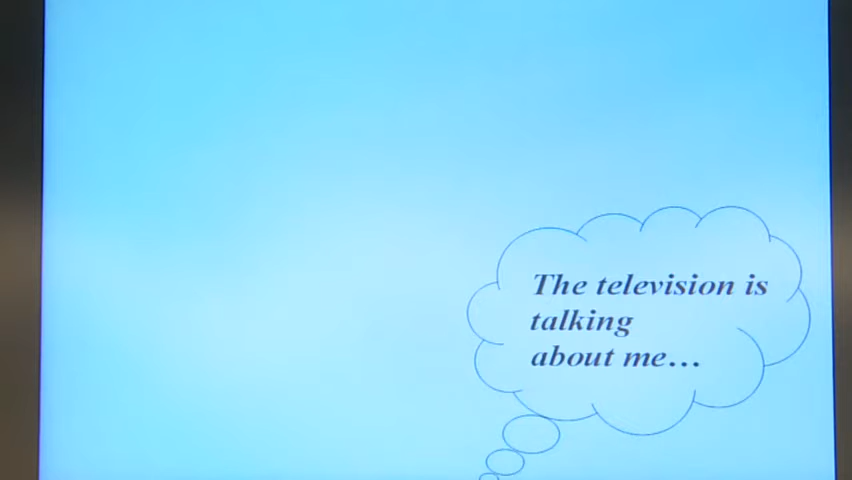 The television is
talking
about me…